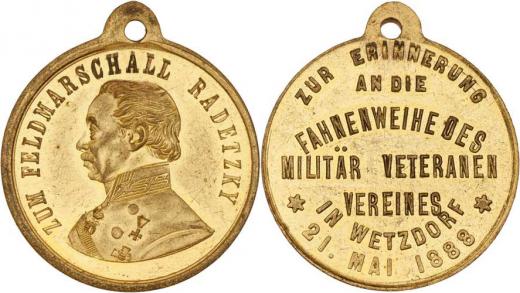 ZUM FELDMARSCHALL RADETZKY
ZUR ERINNERUNG
AN DIE
FAHNENWEIHE DES
MILITÄR VETERANEN
VEREINES
IN WETZDORF
21. MAI 1888